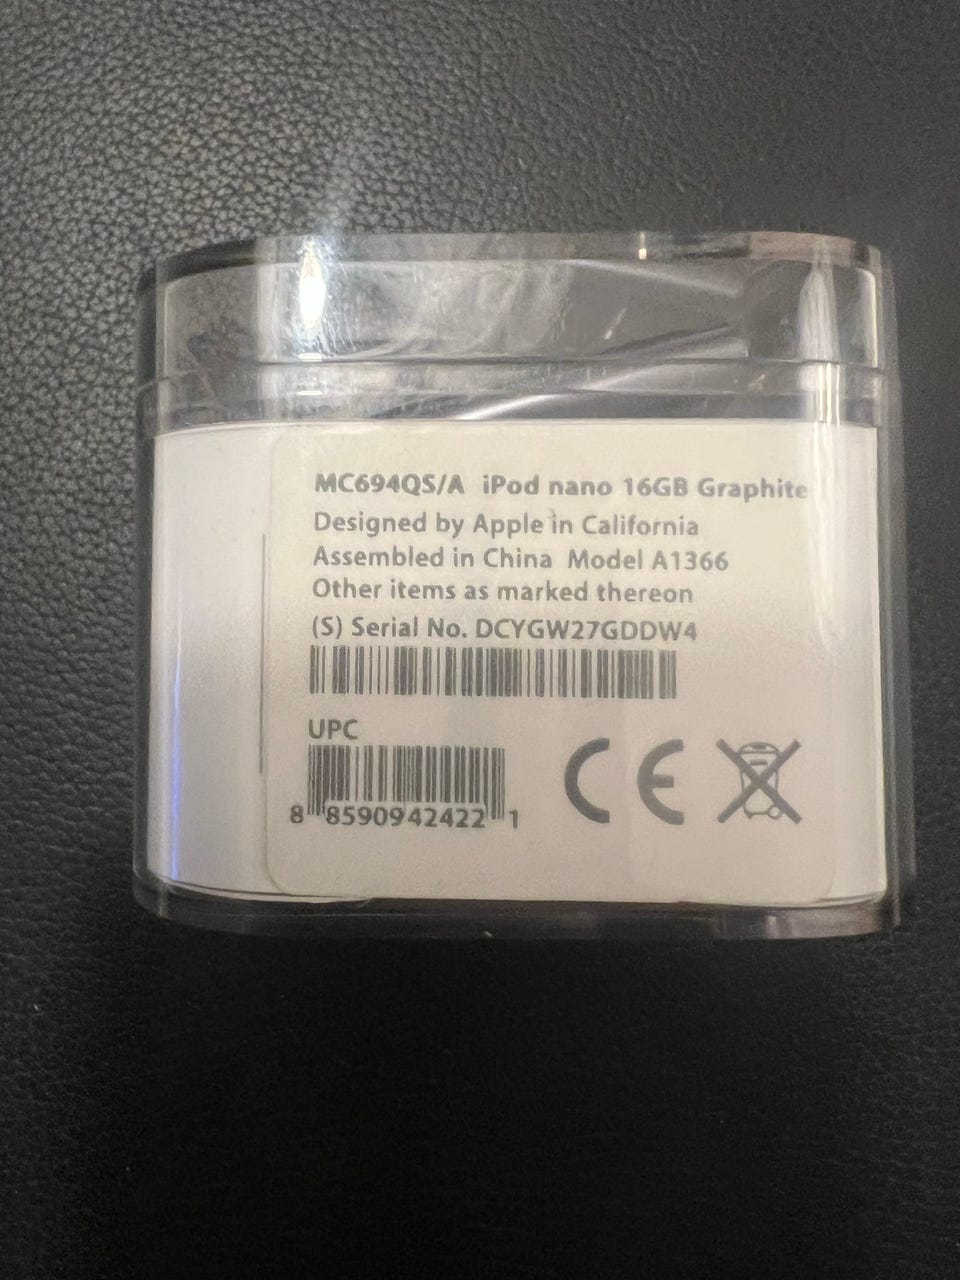 MC694QS/A iPod nano 16GB Graphite
Designed by Apple in California
Assembled in China Model A1366
Other items as marked thereon
(S) Serial No. DCYGW27GDDW4
UPC
8 8590942422 1
CE